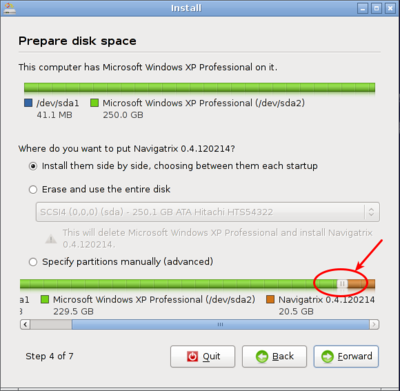 Install
Prepare disk space
This computer has Microsoft Windows XP Professional on it.
/dev/sda1 Microsoft Windows XP Professional (/dev/sda2)
41.1 MB 250.0 GB
Where do you want to put Navigatrix 0.4.120214?
Install them side by side, choosing between them each startup
Erase and use the entire disk
SCSI4 (0,0,0) (sda) - 250.1 GB ATA Hitachi HTS54322
This will delete Microsoft Windows XP Professional and install Navigatrix
0.4.120214.
Specify partitions manually (advanced)
a1 Microsoft Windows XP Professional (/dev/sda2) Navigatrix 0.4.120214
3 229.5 GB 20.5 GB
Step 4 of 7 Quit Back Forward